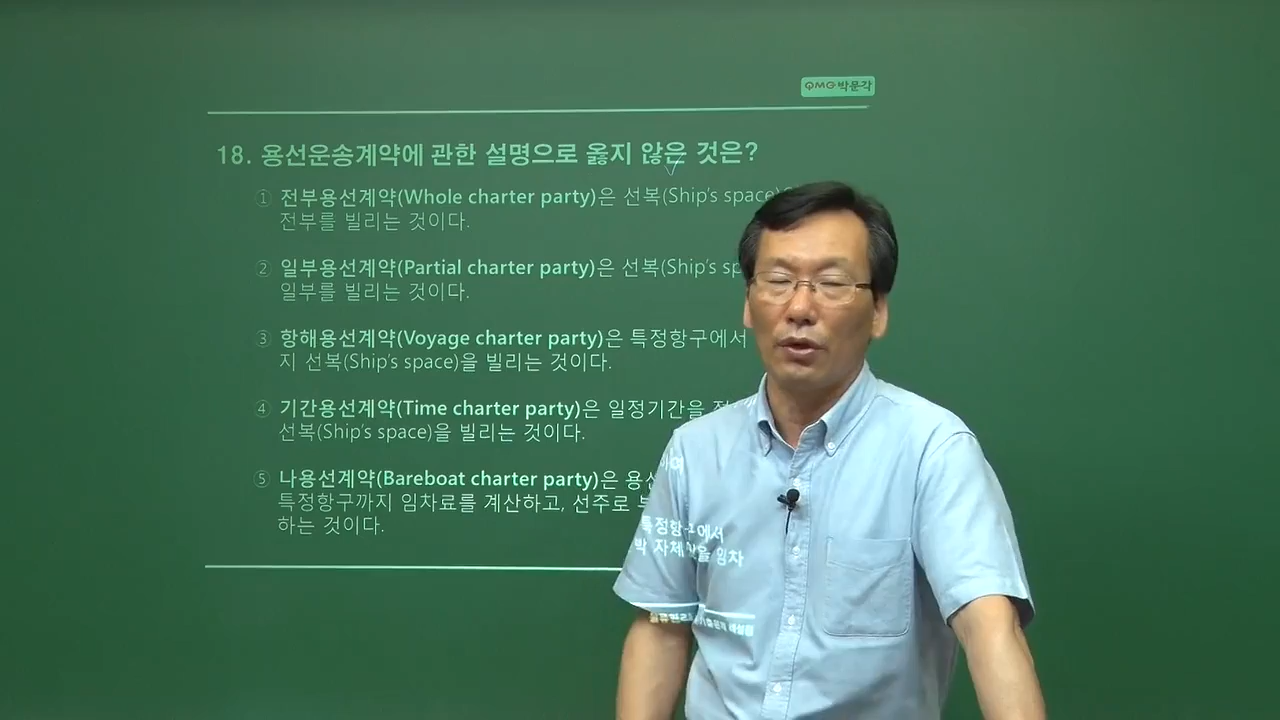 QMG 박문각
18. 용선운송계약에 관한 설명으로 옳지 않은 것은?
① 전부용선계약(Whole charter party)은 선복(Ship's space)의
전부를 빌리는 것이다.
② 일부용선계약(Partial charter party)은 선복(Ship's sp
일부를 빌리는 것이다.
③ 항해용선계약(Voyage charter party)은 특정항구에서
지 선복(Ship's space)을 빌리는 것이다.
④ 기간용선계약(Time charter party)은 일정기간을
선복(Ship's space)을 빌리는 것이다.
하여
⑤ 나용선계약(Bareboat charter party)은
특정항구까지 임차료를 계산하고, 선주로
특정항구에서
하는 것이다.
박 자체만을 임차